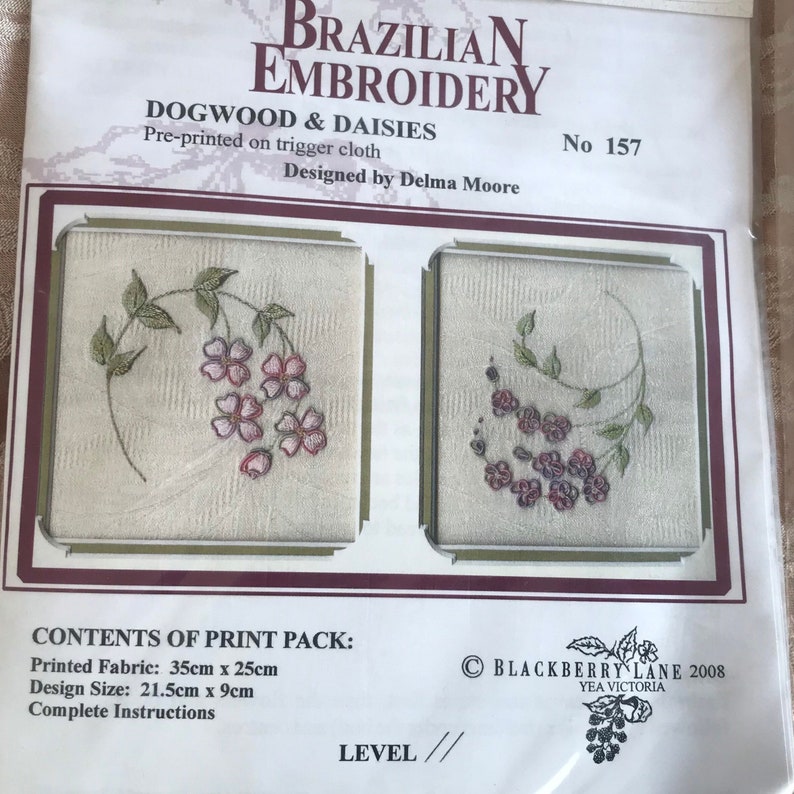 BRAZILIAN
EMBROIDERY
DOGWOOD & DAISIES
Pre-printed on trigger cloth
No 157
Designed by Delma Moore
CONTENTS OF PRINT PACK:
Printed Fabric: 35cm x 25cm
Design Size: 21.5cm x 9cm
Complete Instructions
© BLACKBERRY LANE 2008
YEA VICTORIA
LEVEL //